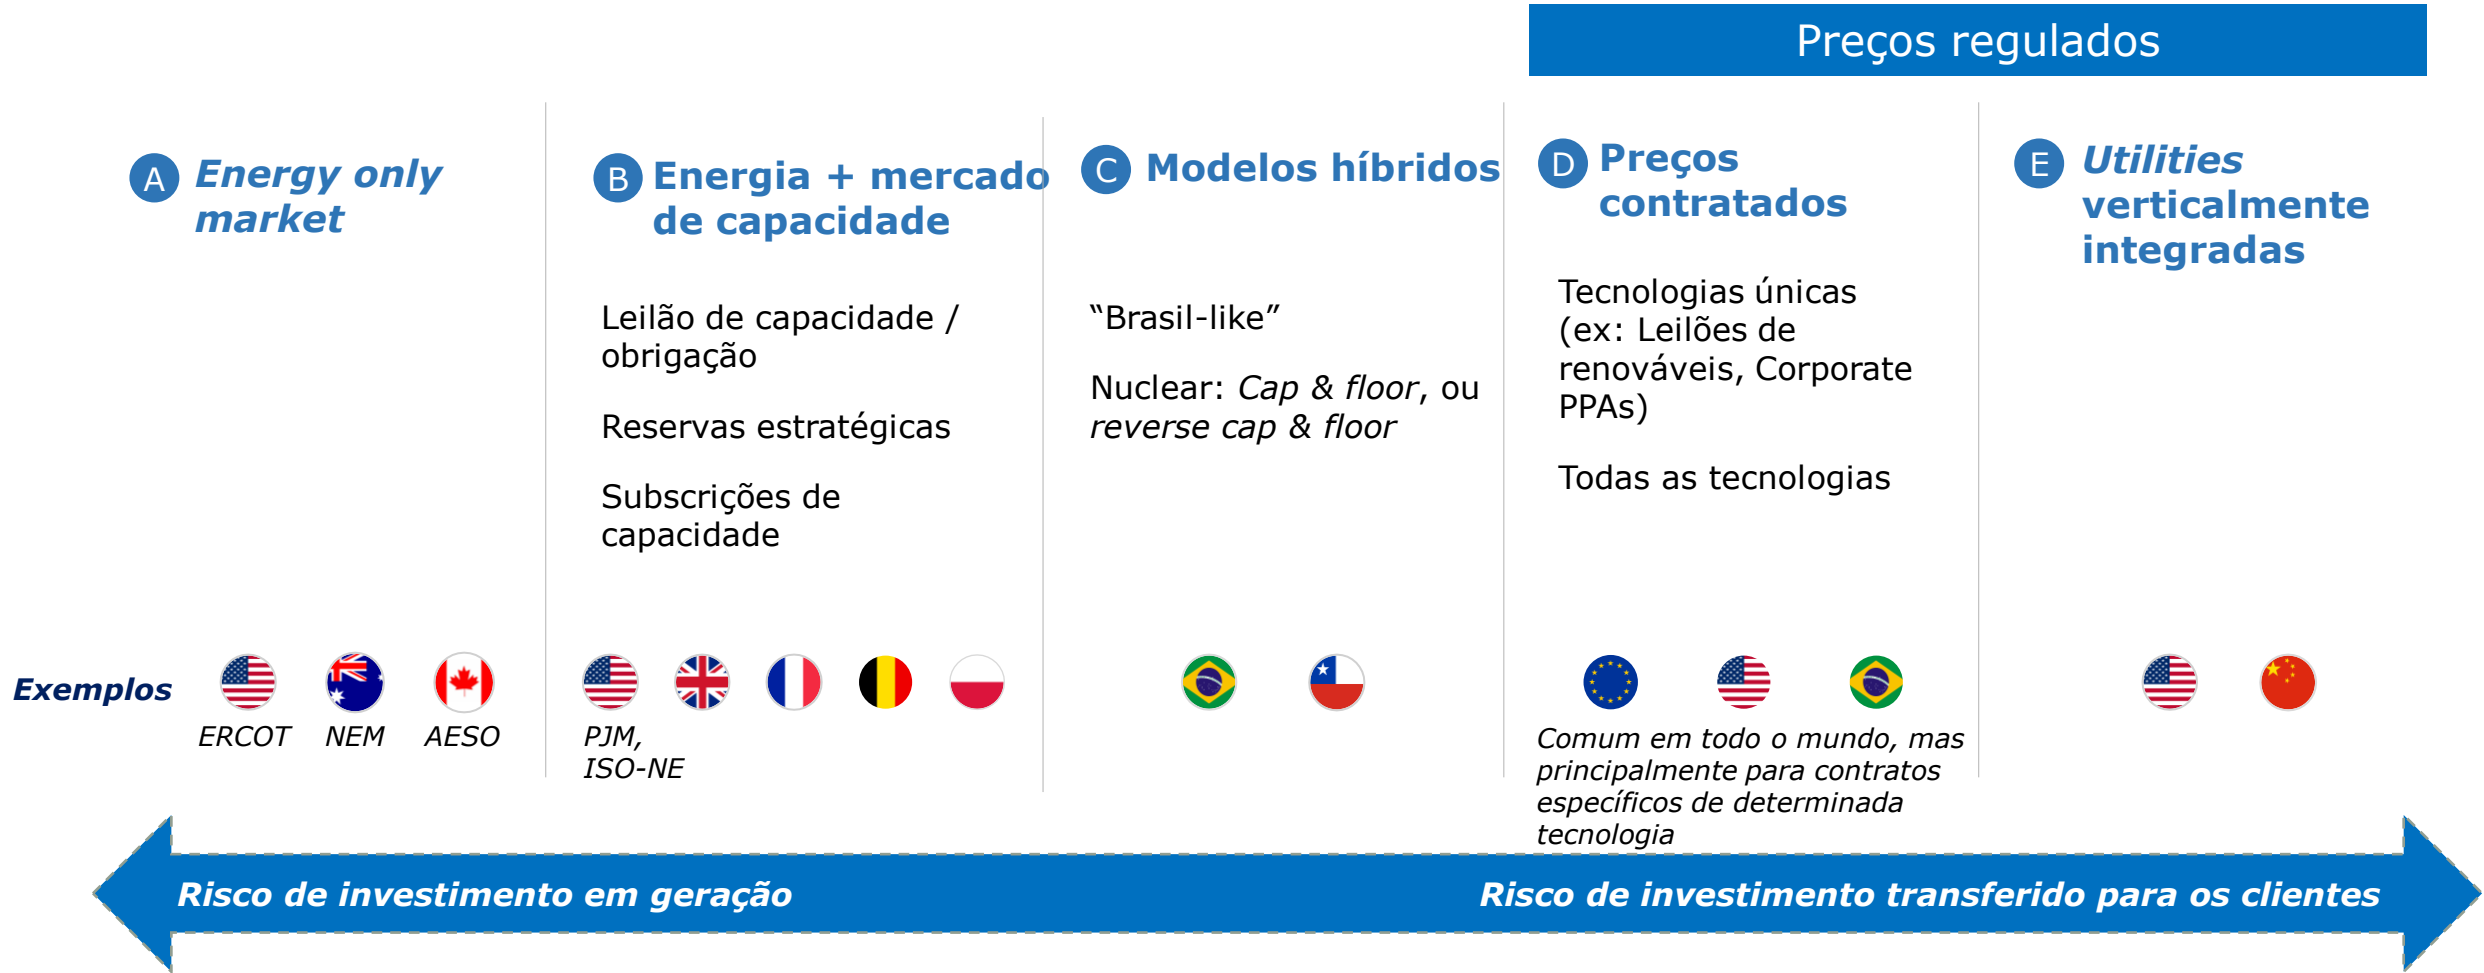 Preços regulados
A
Energy only
market
B
Energia + mercado
de capacidade
Leilão de capacidade /
obrigação
Reservas estratégicas
Subscrições de
capacidade
C
Modelos híbridos
“Brasil-like”
Nuclear: Cap & floor, ou
reverse cap & floor
D
Preços
contratados
Tecnologias únicas
(ex: Leilões de
renováveis, Corporate
PPAs)
Todas as tecnologias
E
Utilities
verticalmente
integradas
Exemplos
ERCOT
NEM
AESO
PJM,
ISO-NE
Comum em todo o mundo, mas
principalmente para contratos
específicos de determinada
tecnologia
Risco de investimento em geração
Risco de investimento transferido para os clientes